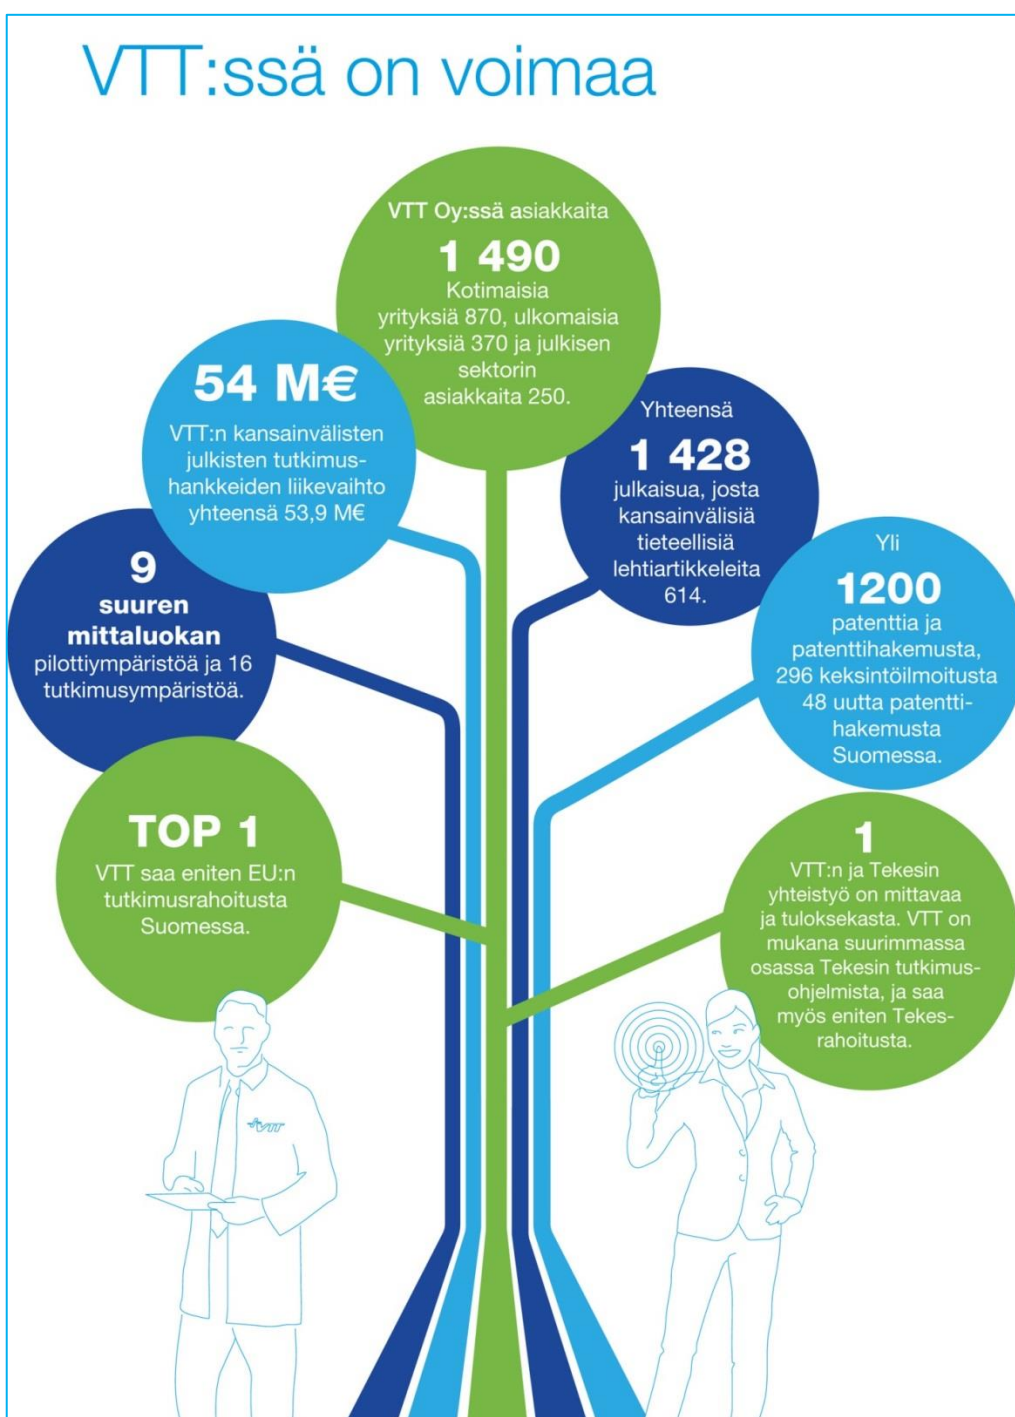 VTT:ssä on voimaa
VTT Oy:ssä asiakkaita
1 490
Kotimaisia
yrityksiä 870, ulkomaisia
yrityksiä 370 ja julkisen
sektorin
asiakkaita 250.
54 M€
VTT:n kansainvälisten
julkisten tutkimus-
hankkeiden liikevaihto
yhteensä 53,9 M€
Yhteensä
1 428
julkaisua, josta
kansainvälisiä
tieteellisiä
lehtiartikkeleita
614.
9
suuren
mittaluokan
pilottiympäristöä ja 16
tutkimusympäristöä.
Yli
1200
patenttia ja
patenttihakemusta,
296 keksintöilmoitusta
48 uutta patentti-
hakemusta
Suomessa.
TOP 1
VTT saa eniten EU:n
tutkimusrahoitusta
Suomessa.
1
VTT:n ja Tekesin
yhteistyö on mittavaa
ja tuloksekasta. VTT on
mukana suurimmassa
osassa Tekesin tutkimus-
ohjelmista, ja saa
myös eniten Tekes-
rahoitusta.
VTT